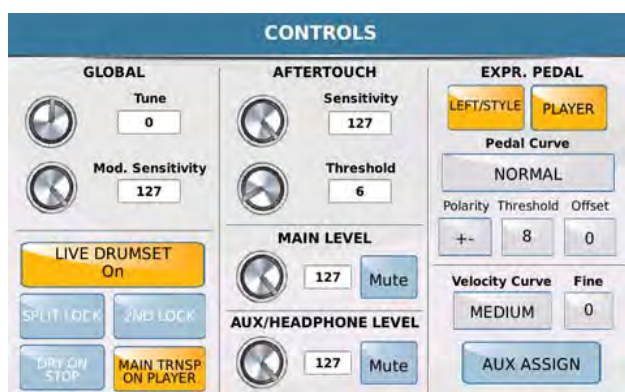 CONTROLS
GLOBAL
Tune
0
Mod. Sensitivity
127
LIVE DRUMSET
On
SPLIT LOCK
2ND LOCK
DRY ON
STOP
MAIN TRNSP
ON PLAYER
AFTERTOUCH
Sensitivity
127
Threshold
6
MAIN LEVEL
127
Mute
AUX/HEADPHONE LEVEL
127
Mute
EXPR. PEDAL
LEFT/STYLE
PLAYER
Pedal Curve
NORMAL
Polarity Threshold Offset
+- 8 0
Velocity Curve Fine
MEDIUM 0
AUX ASSIGN